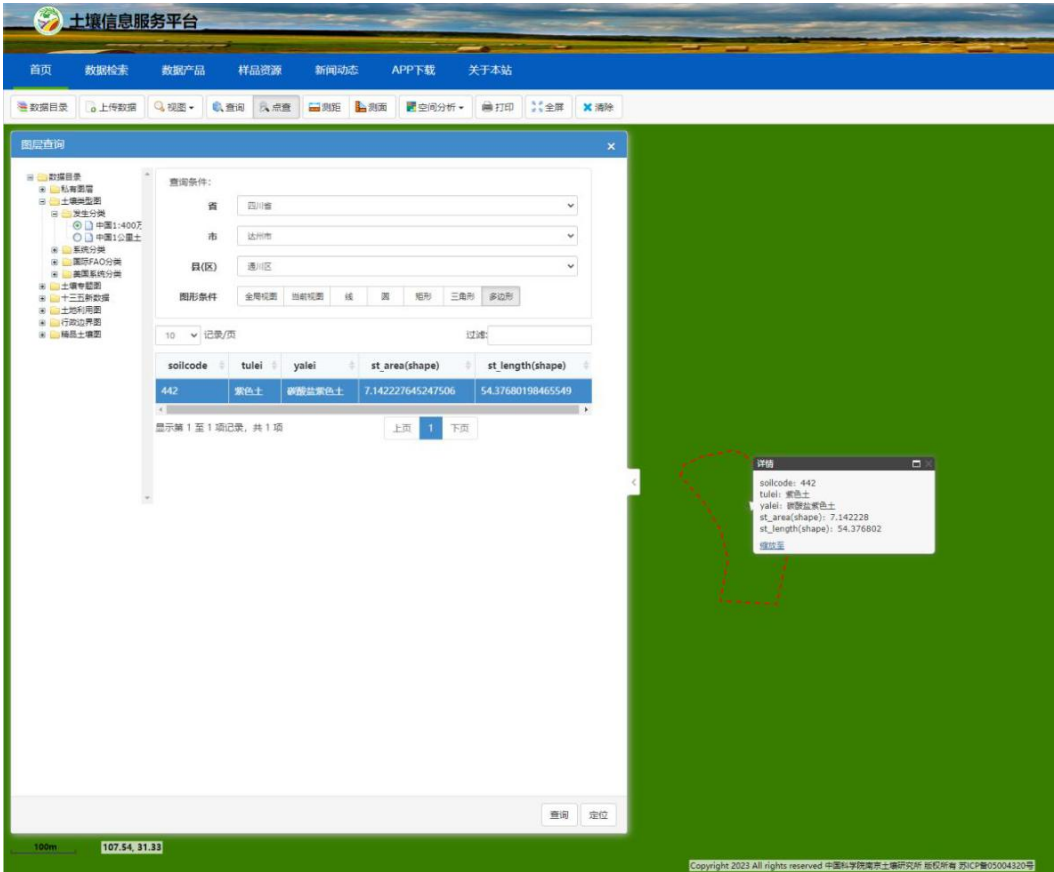 土壤信息服务平台
首页 数据检索 数据产品 样品资源 新闻动态 APP下载 关于本站
数据目录 上传数据 视图 查询 点查 测距 测面 空间分析 打印 全屏 清除
图层查询 ×
数据目录
私有图层
土壤类型图
发生分类
中国1:400万
中国1公里土
系统分类
国际FAO分类
美国系统分类
土壤专题图
十三五新数据
土地利用图
行政边界图
精品土壤图
查询条件:
省 四川省
市 达州市
县(区) 通川区
图形条件 全局视图 当前视图 线 圆 矩形 三角形 多边形
10 记录/页 过滤:
soilcode tulei yalei st_area(shape) st_length(shape)
442 紫色土 碳酸盐紫色土 7.142227645247506 54.37680198465549
显示第 1 至 1 项记录，共 1 项 上页 1 下页
详情
soilcode: 442
tulei: 紫色土
yalei: 碳酸盐紫色土
st_area(shape): 7.142228
st_length(shape): 54.376802
缩放至
查询 定位
100m 107.54, 31.33
Copyright 2023 All rights reserved 中国科学院南京土壤研究所 版权所有 苏ICP备05004320号